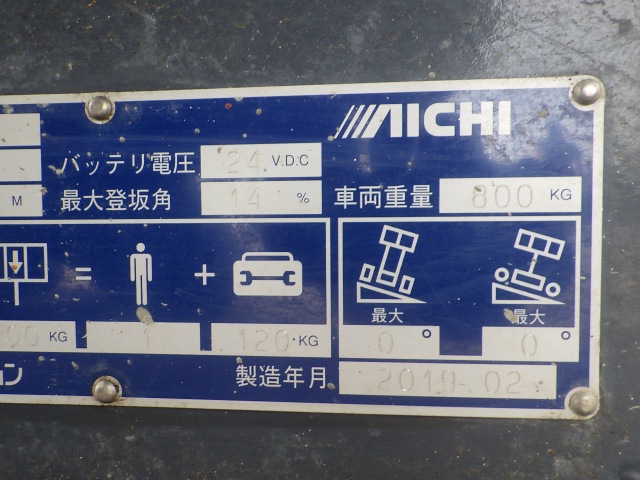 AICHI
バッテリ電圧 24 V.D.C
M 最大登坂角 14 % 車両重量 800 KG
= +
最大 最大
KG 1 120 KG 0° 0°
製造年月 2019-02